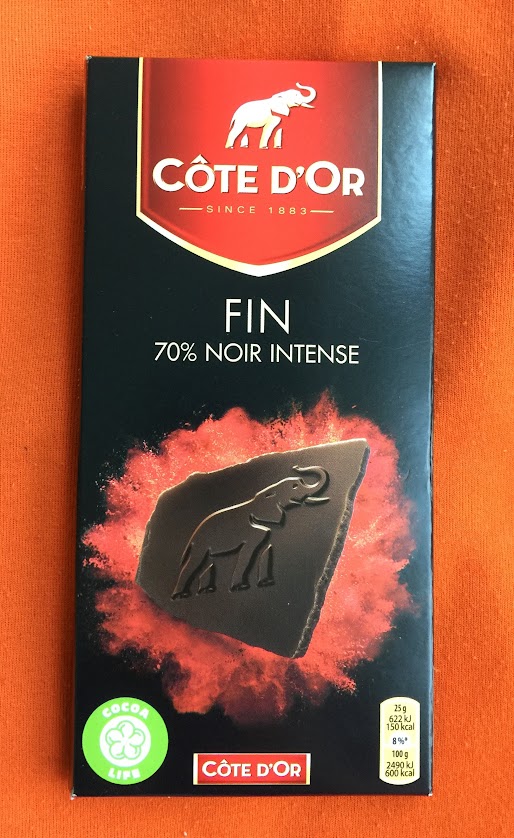 CÔTE D'OR
SINCE 1883
FIN
70% NOIR INTENSE
COCOA
LIFE
CÔTE D'OR
25 g
622 kJ
150 kcal
8%*
100 g
2490 kJ
600 kcal